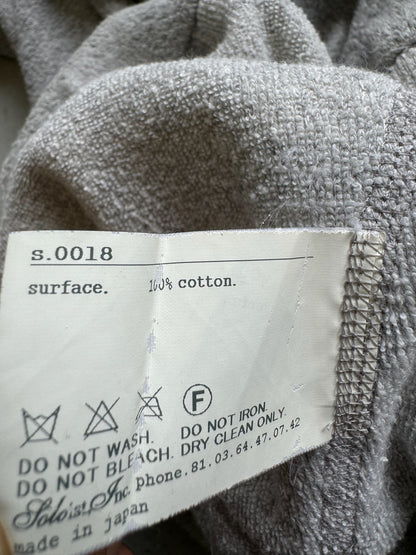 s.0018
surface. 100% cotton.
F
DO NOT WASH. DO NOT IRON.
DO NOT BLEACH. DRY CLEAN ONLY.
Soloist, Inc. phone.81.03.64.47.07.42
made in japan